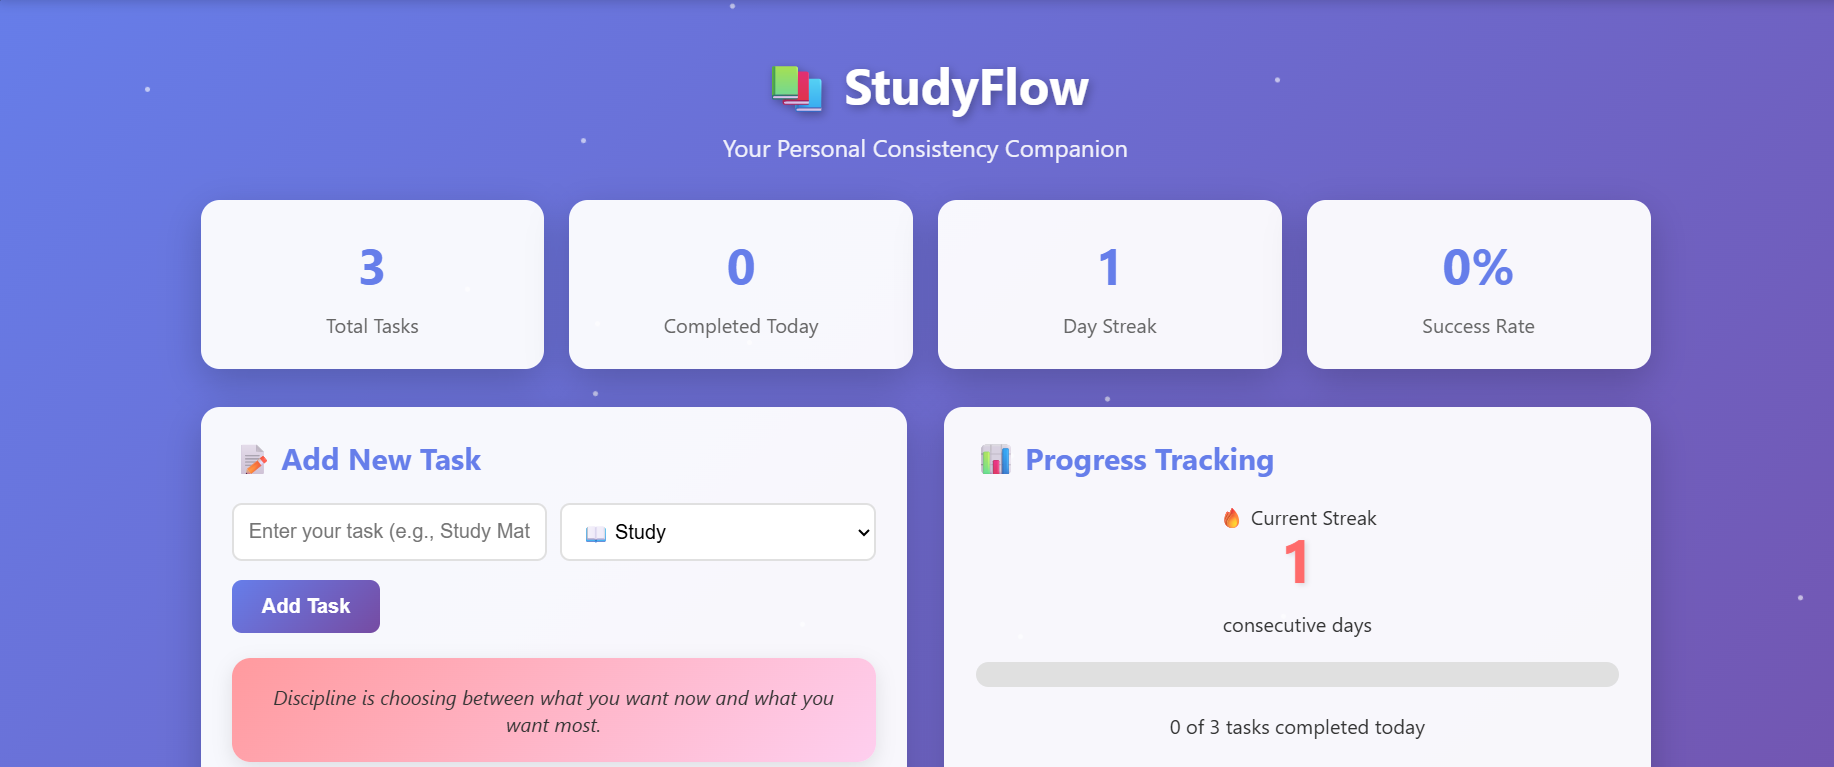 StudyFlow
Your Personal Consistency Companion
3
Total Tasks
0
Completed Today
1
Day Streak
0%
Success Rate
Add New Task
Enter your task (e.g., Study Mat
Study
Add Task
Discipline is choosing between what you want now and what you
want most.
Progress Tracking
Current Streak
1
consecutive days
0 of 3 tasks completed today